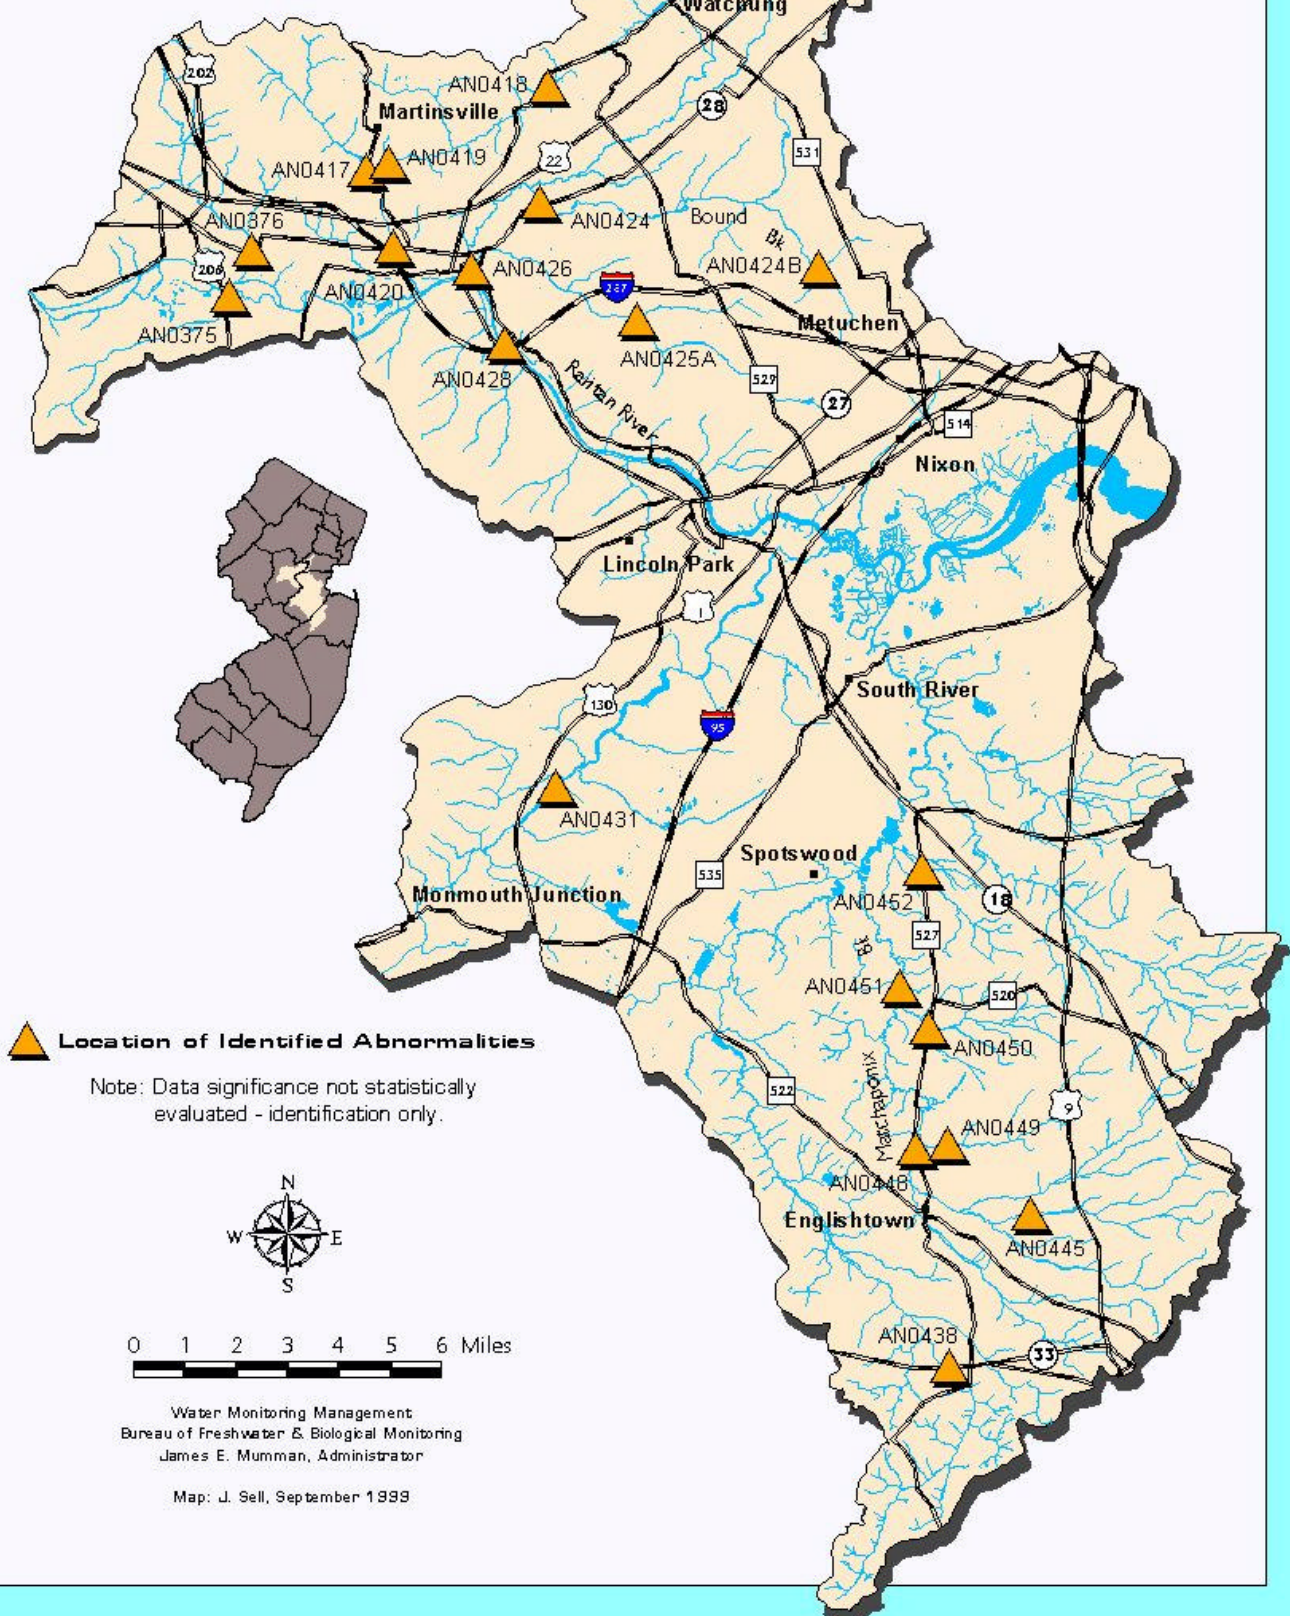 Watchung
202
AN0418
28
Martinsville
531
22
AN0419
AN0417
AN0376
AN0424
Bound
Bk
206
AN0426
AN0424B
287
AN0420
Metuchen
AN0375
AN0425A
AN0428
Raritan River
529
27
514
Nixon
Lincoln Park
1
South River
130
95
AN0431
Spotswood
535
Monmouth Junction
AN0452
18
527
Bk
AN0451
520
Location of Identified Abnormalities
AN0450
Note: Data significance not statistically
evaluated - identification only.
522
Matchaponix
9
AN0449
AN0448
N
W E
S
Englishtown
AN0445
AN0438
33
0 1 2 3 4 5 6 Miles
Water Monitoring Management
Bureau of Freshwater & Biological Monitoring
James E. Mumman, Administrator
Map: J. Sell, September 1999